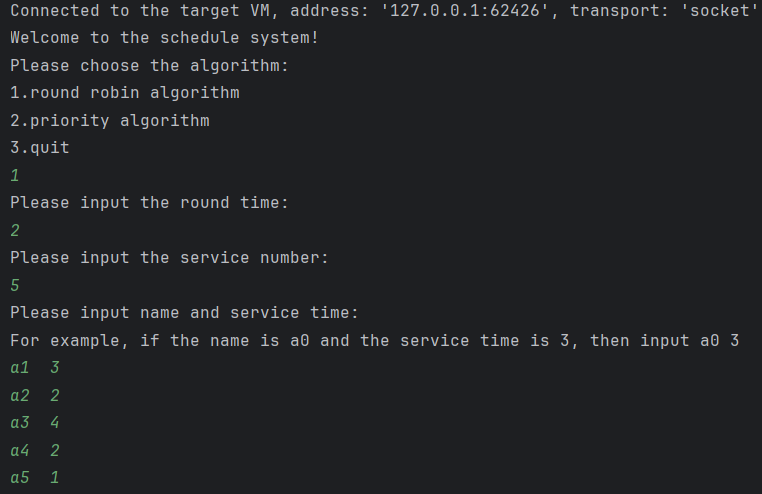 Connected to the target VM, address: '127.0.0.1:62426', transport: 'socket'
Welcome to the schedule system!
Please choose the algorithm:
1.round robin algorithm
2.priority algorithm
3.quit
1
Please input the round time:
2
Please input the service number:
5
Please input name and service time:
For example, if the name is a0 and the service time is 3, then input a0 3
a1  3
a2  2
a3  4
a4  2
a5  1